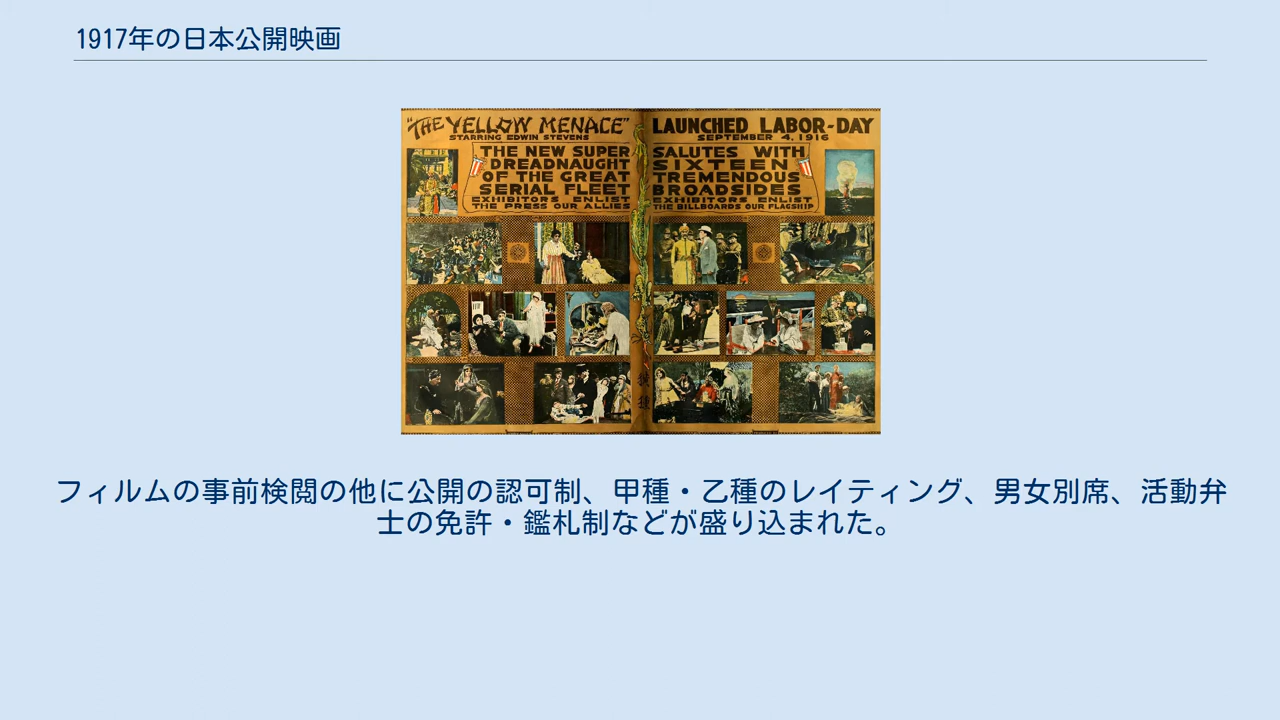 1917年の日本公開映画
"THE YELLOW MENACE"
STARRING EDWIN STEVENS
THE NEW SUPER
DREADNAUGHT
OF THE GREAT
SERIAL FLEET
EXHIBITORS ENLIST
THE PRESS OUR ALLIES
LAUNCHED LABOR-DAY
SEPTEMBER 4, 1916
SALUTES WITH
SIXTEEN
TREMENDOUS
BROADSIDES
EXHIBITORS ENLIST
THE BILLBOARDS OUR FLAGSHIP
フィルムの事前検閲の他に公開の認可制、甲種・乙種のレイティング、男女別席、活動弁
士の免許・鑑札制などが盛り込まれた。